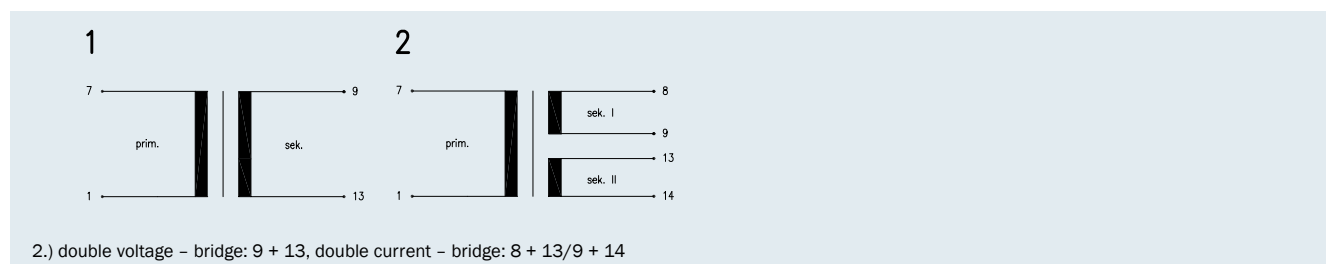 1 2
7 9 7 8
sek. I
prim. sek. prim. 9
13
sek. II
1 13 1 14
2.) double voltage – bridge: 9 + 13, double current – bridge: 8 + 13/9 + 14